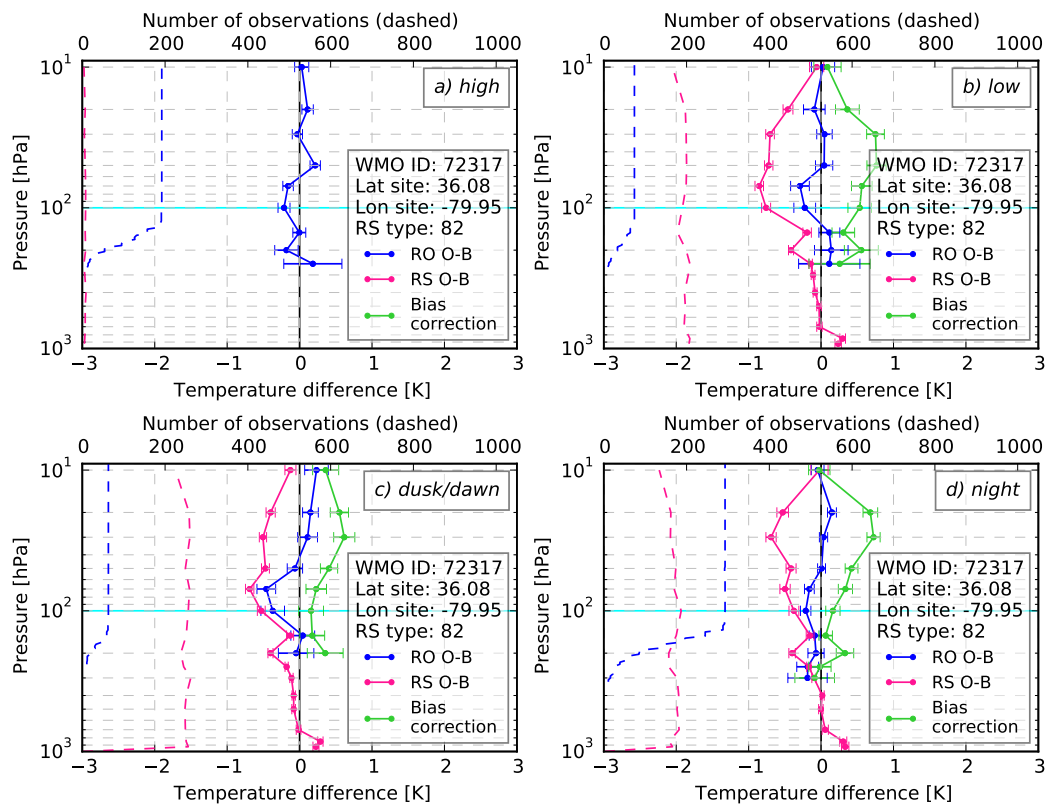 Number of observations (dashed)
0 200 400 600 800 1000
10¹
a) high
Pressure [hPa]
WMO ID: 72317
Lat site: 36.08
10²
Lon site: -79.95
RS type: 82
RO O-B
RS O-B
Bias
correction
10³
−3 −2 −1 0 1 2 3
Temperature difference [K]
Number of observations (dashed)
0 200 400 600 800 1000
10¹
b) low
Pressure [hPa]
WMO ID: 72317
Lat site: 36.08
10²
Lon site: -79.95
RS type: 82
RO O-B
RS O-B
Bias
correction
10³
−3 −2 −1 0 1 2 3
Temperature difference [K]
Number of observations (dashed)
0 200 400 600 800 1000
10¹
c) dusk/dawn
Pressure [hPa]
WMO ID: 72317
Lat site: 36.08
10²
Lon site: -79.95
RS type: 82
RO O-B
RS O-B
Bias
correction
10³
−3 −2 −1 0 1 2 3
Temperature difference [K]
Number of observations (dashed)
0 200 400 600 800 1000
10¹
d) night
Pressure [hPa]
WMO ID: 72317
Lat site: 36.08
10²
Lon site: -79.95
RS type: 82
RO O-B
RS O-B
Bias
correction
10³
−3 −2 −1 0 1 2 3
Temperature difference [K]